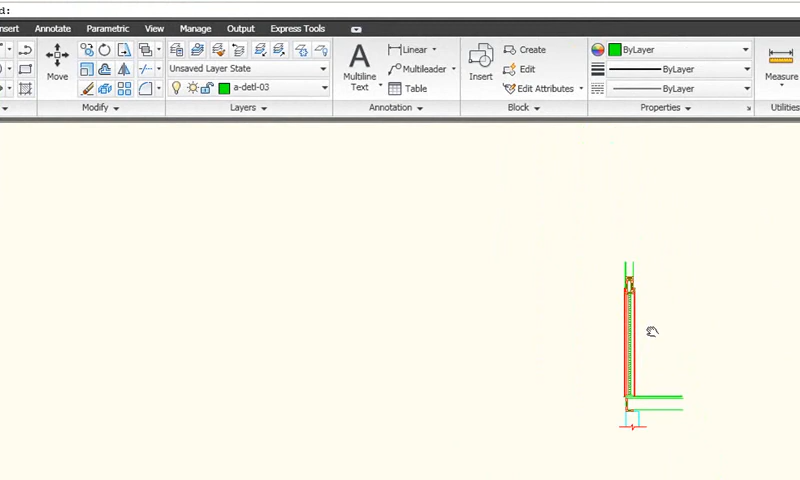 d:
nsert Annotate Parametric View Manage Output Express Tools
Linear Create ByLayer
Move Unsaved Layer State Multiline Text Multileader Insert Edit ByLayer Measure
a-detl-03 Table Edit Attributes ByLayer
Modify Layers Annotation Block Properties Utilities